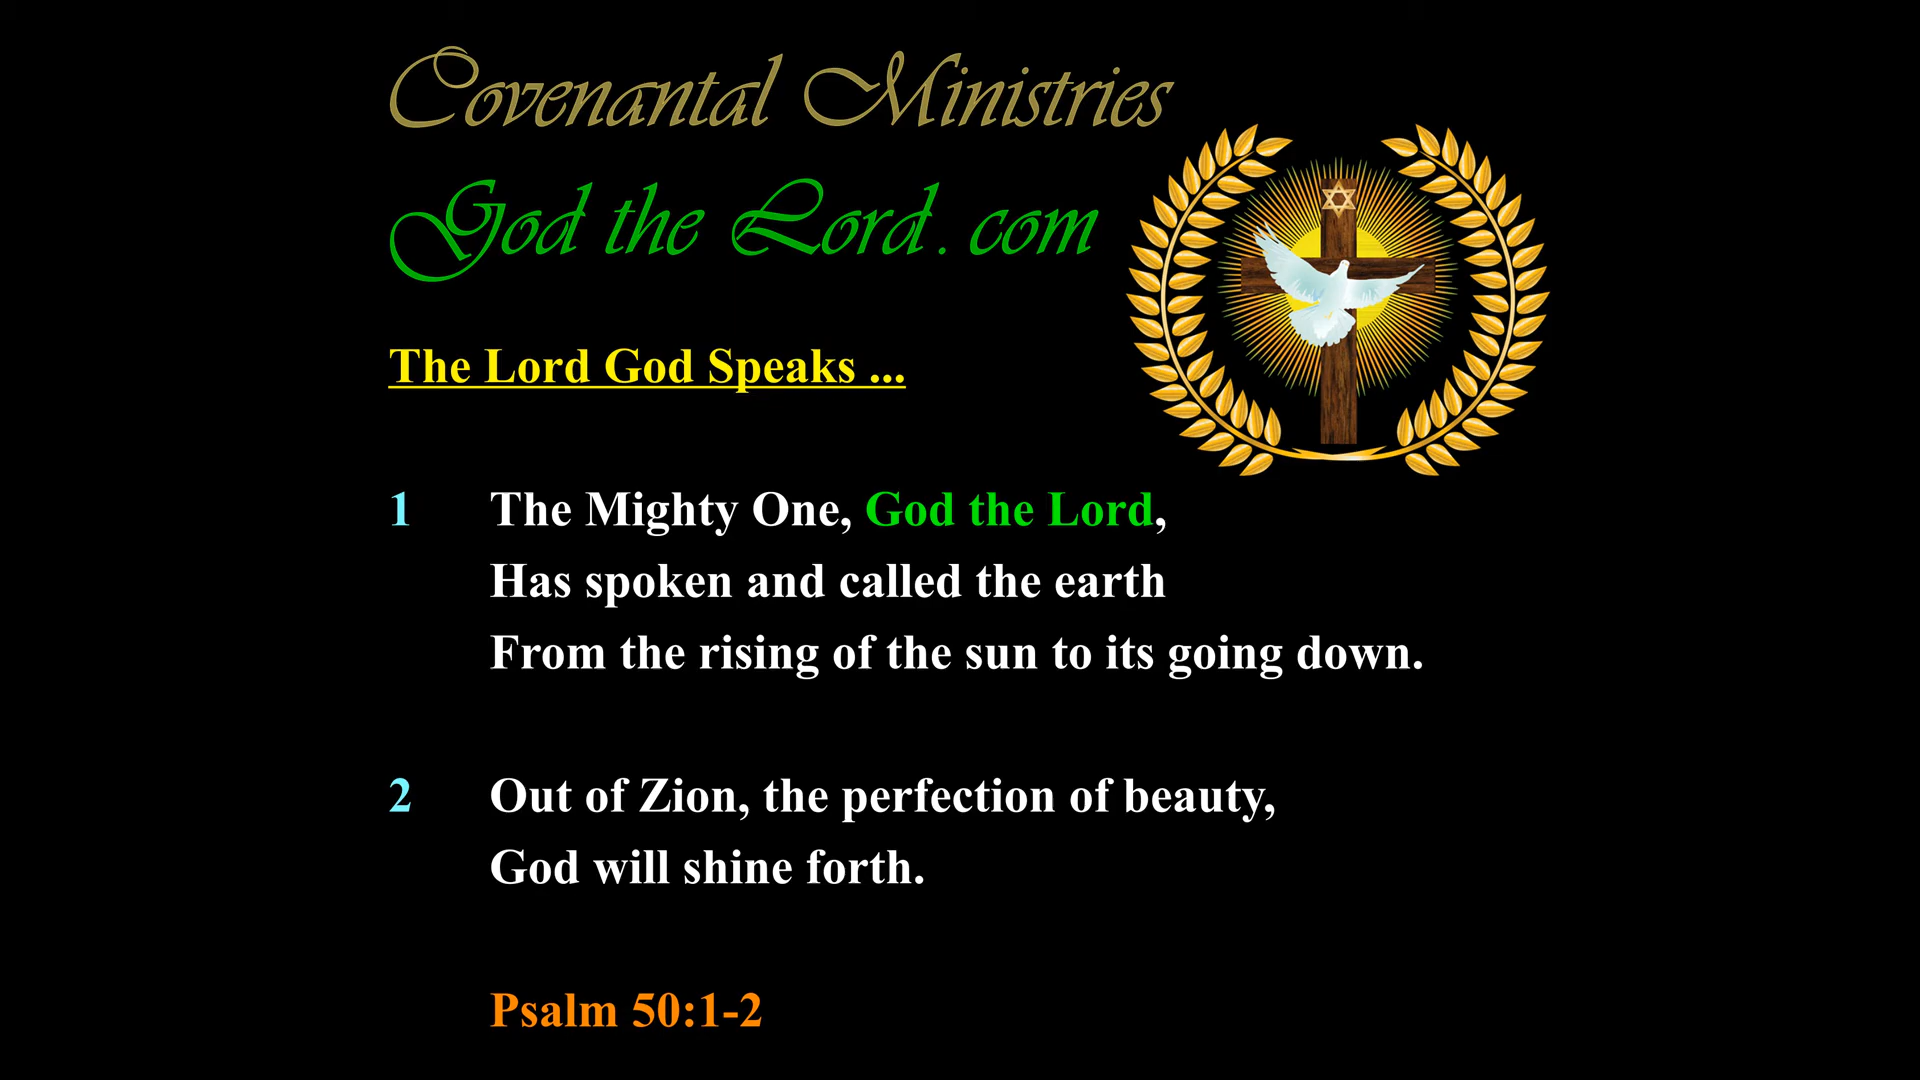 Covenantal Ministries
God the Lord.com
The Lord God Speaks ...
1 The Mighty One, God the Lord,
Has spoken and called the earth
From the rising of the sun to its going down.
2 Out of Zion, the perfection of beauty,
God will shine forth.
Psalm 50:1-2